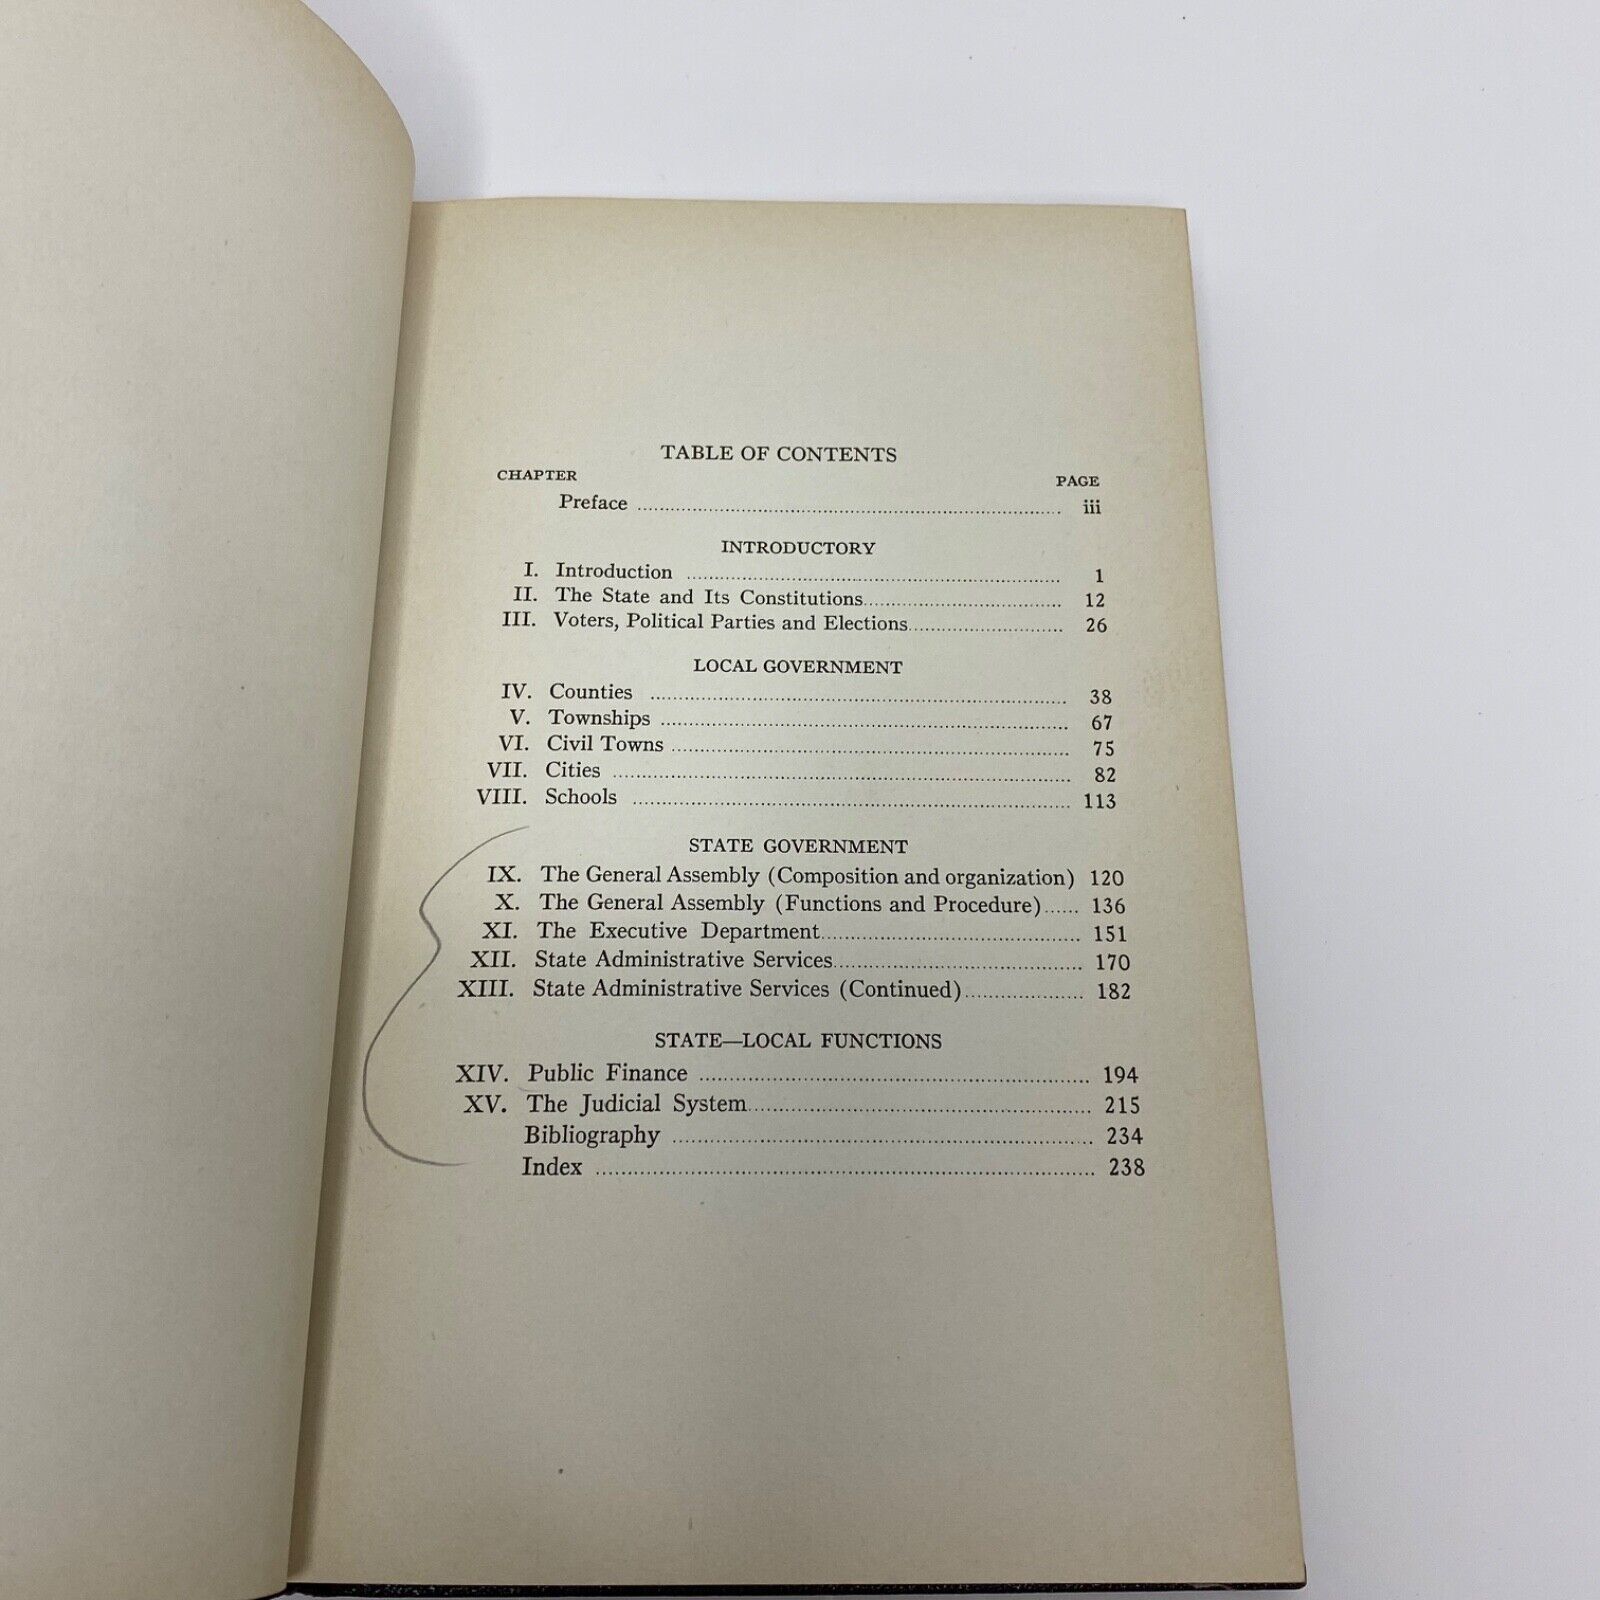 TABLE OF CONTENTS
CHAPTER PAGE
Preface iii
INTRODUCTORY
I. Introduction 1
II. The State and Its Constitutions 12
III. Voters, Political Parties and Elections 26
LOCAL GOVERNMENT
IV. Counties 38
V. Townships 67
VI. Civil Towns 75
VII. Cities 82
VIII. Schools 113
STATE GOVERNMENT
IX. The General Assembly (Composition and organization) 120
X. The General Assembly (Functions and Procedure) 136
XI. The Executive Department 151
XII. State Administrative Services 170
XIII. State Administrative Services (Continued) 182
STATE—LOCAL FUNCTIONS
XIV. Public Finance 194
XV. The Judicial System 215
Bibliography 234
Index 238